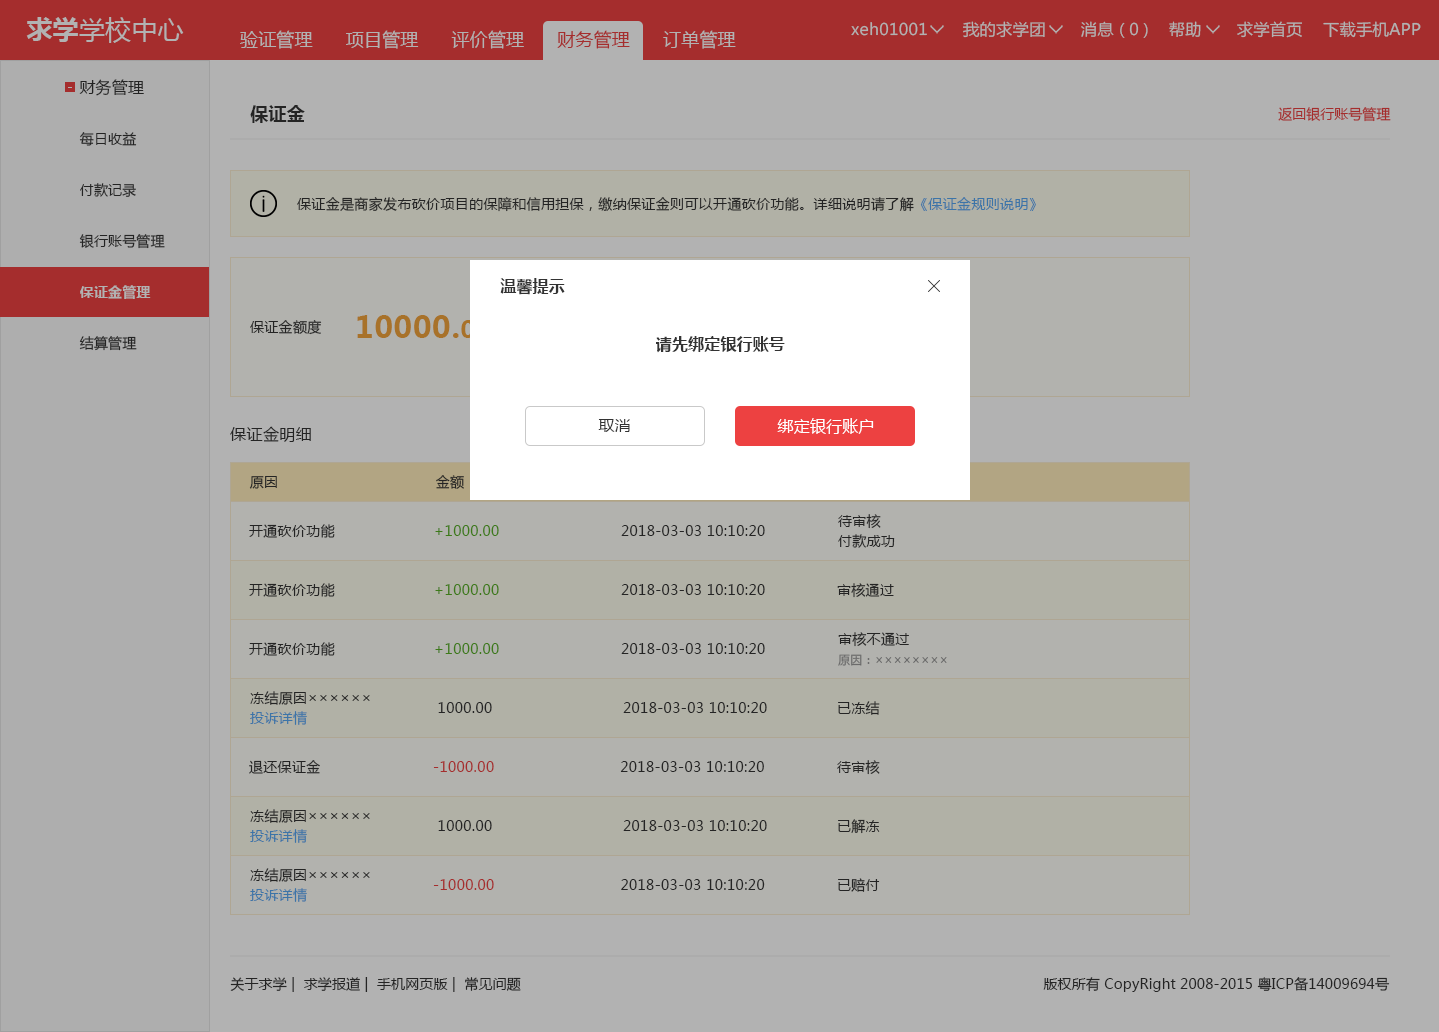 求学学校中心 验证管理 项目管理 评价管理 财务管理 订单管理 xeh01001 我的求学团 消息（0） 帮助 求学首页 下载手机APP
财务管理
每日收益
付款记录
银行账号管理
保证金管理
结算管理
保证金 返回银行账号管理
保证金是商家发布砍价项目的保障和信用担保，缴纳保证金则可以开通砍价功能。详细说明请了解《保证金规则说明》
保证金额度 10000.
温馨提示
请先绑定银行账号
取消 绑定银行账户
保证金明细
原因 金额
开通砍价功能 +1000.00 2018-03-03 10:10:20 待审核
付款成功
开通砍价功能 +1000.00 2018-03-03 10:10:20 审核通过
开通砍价功能 +1000.00 2018-03-03 10:10:20 审核不通过
原因：××××××××
冻结原因×××××× 1000.00 2018-03-03 10:10:20 已冻结
投诉详情
退还保证金 -1000.00 2018-03-03 10:10:20 待审核
冻结原因×××××× 1000.00 2018-03-03 10:10:20 已解冻
投诉详情
冻结原因×××××× -1000.00 2018-03-03 10:10:20 已赔付
投诉详情
关于求学 | 求学报道 | 手机网页版 | 常见问题 版权所有 CopyRight 2008-2015 粤ICP备14009694号